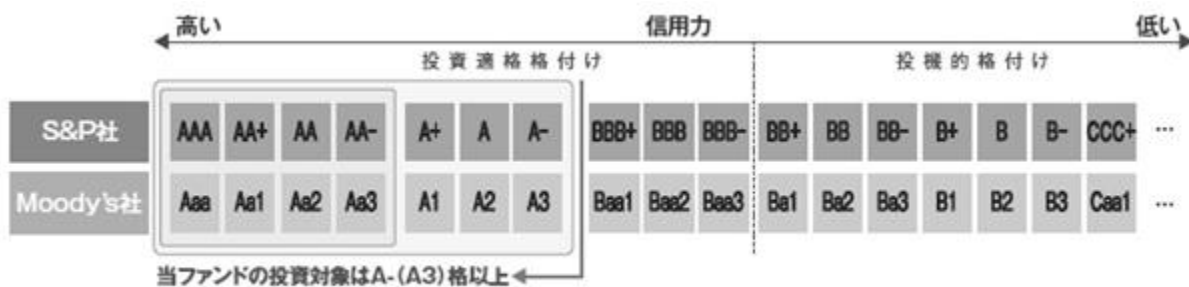 高い 信用力 低い
投資適格格付け 投機的格付け
S&P社 AAA AA+ AA AA- A+ A A- BBB+ BBB BBB- BB+ BB BB- B+ B B- CCC+ …
Moody's社 Aaa Aa1 Aa2 Aa3 A1 A2 A3 Baa1 Baa2 Baa3 Ba1 Ba2 Ba3 B1 B2 B3 Caa1 …
当ファンドの投資対象はA-(A3)格以上